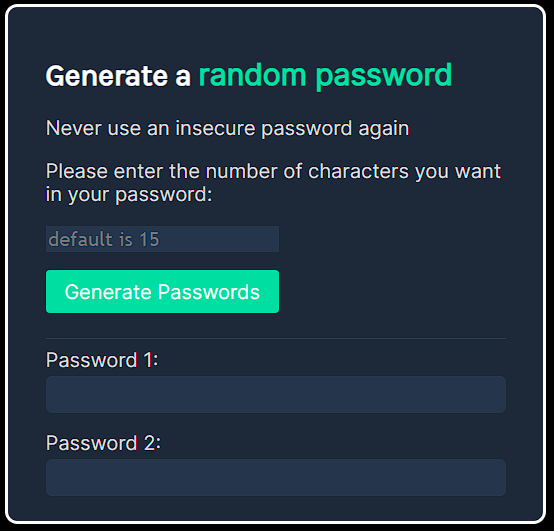 Generate a random password
Never use an insecure password again
Please enter the number of characters you want
in your password:
default is 15
Generate Passwords
Password 1:
Password 2: